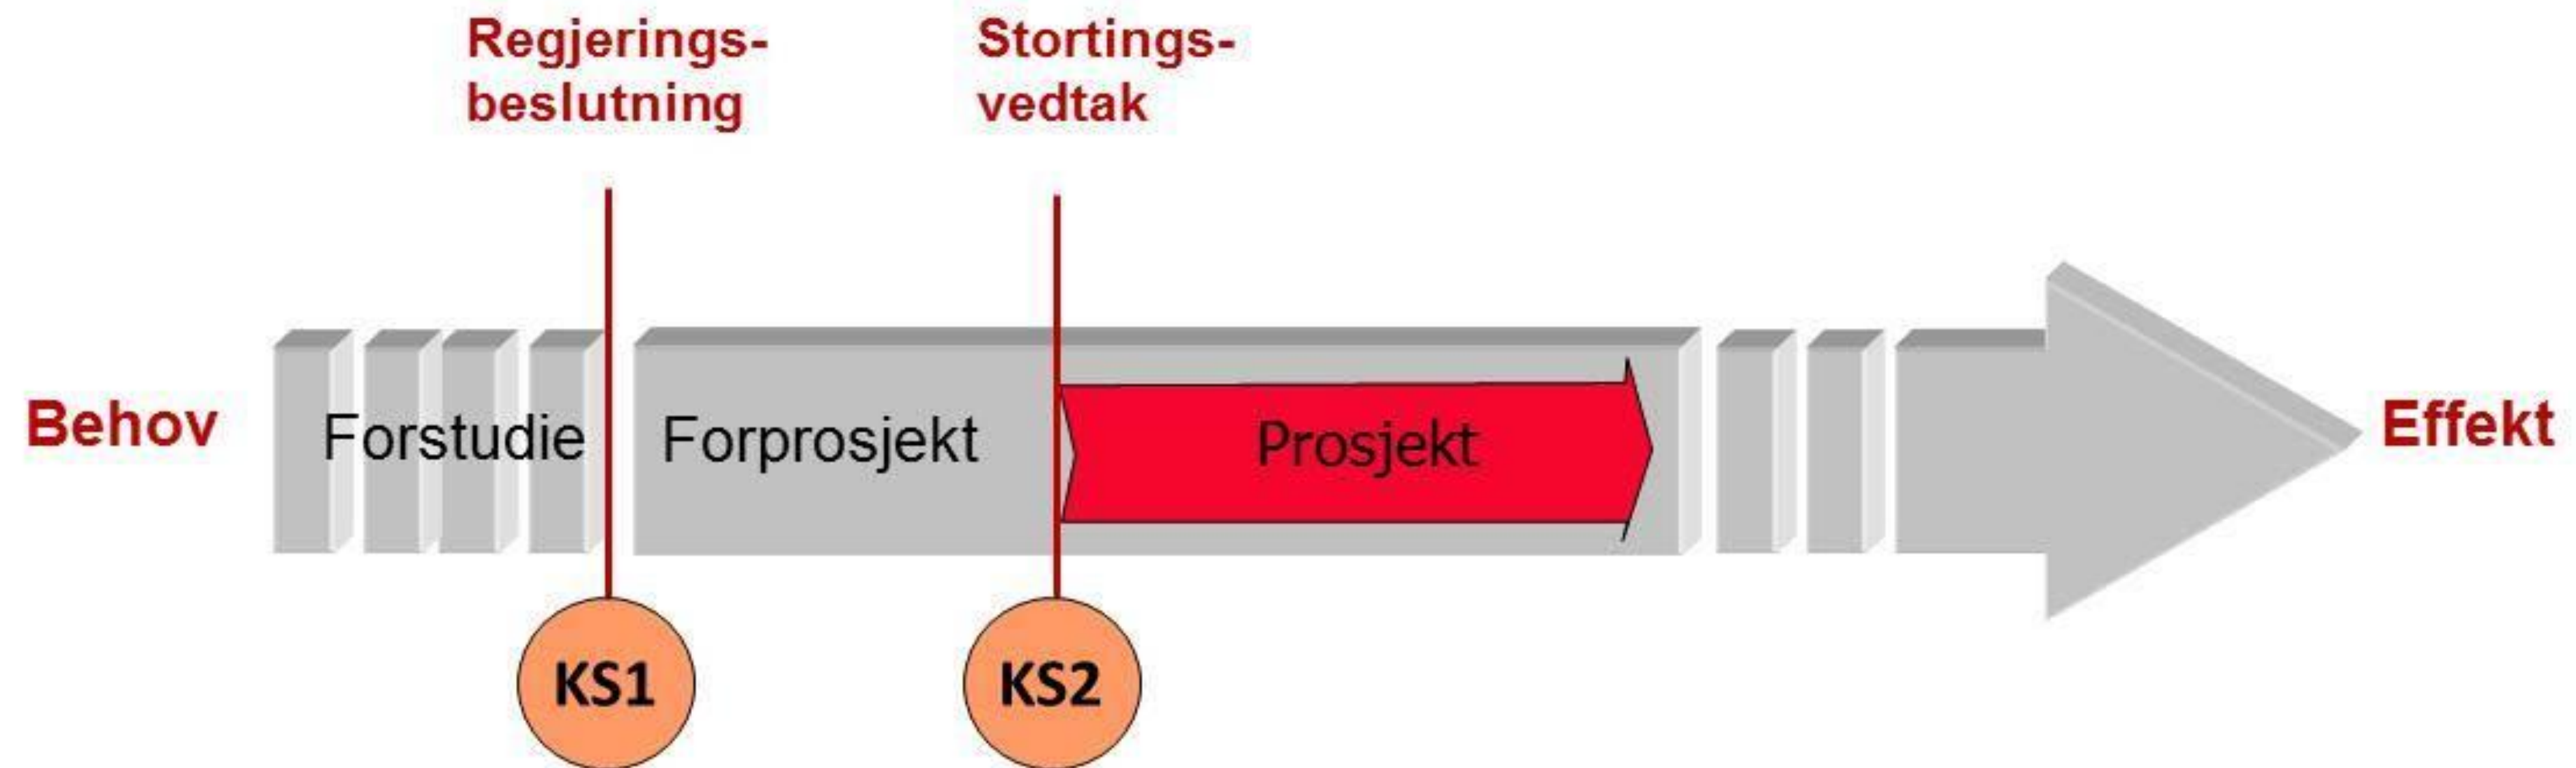 Regjerings-
beslutning
Stortings-
vedtak
Behov
Forstudie
Forprosjekt
Prosjekt
Effekt
KS1
KS2